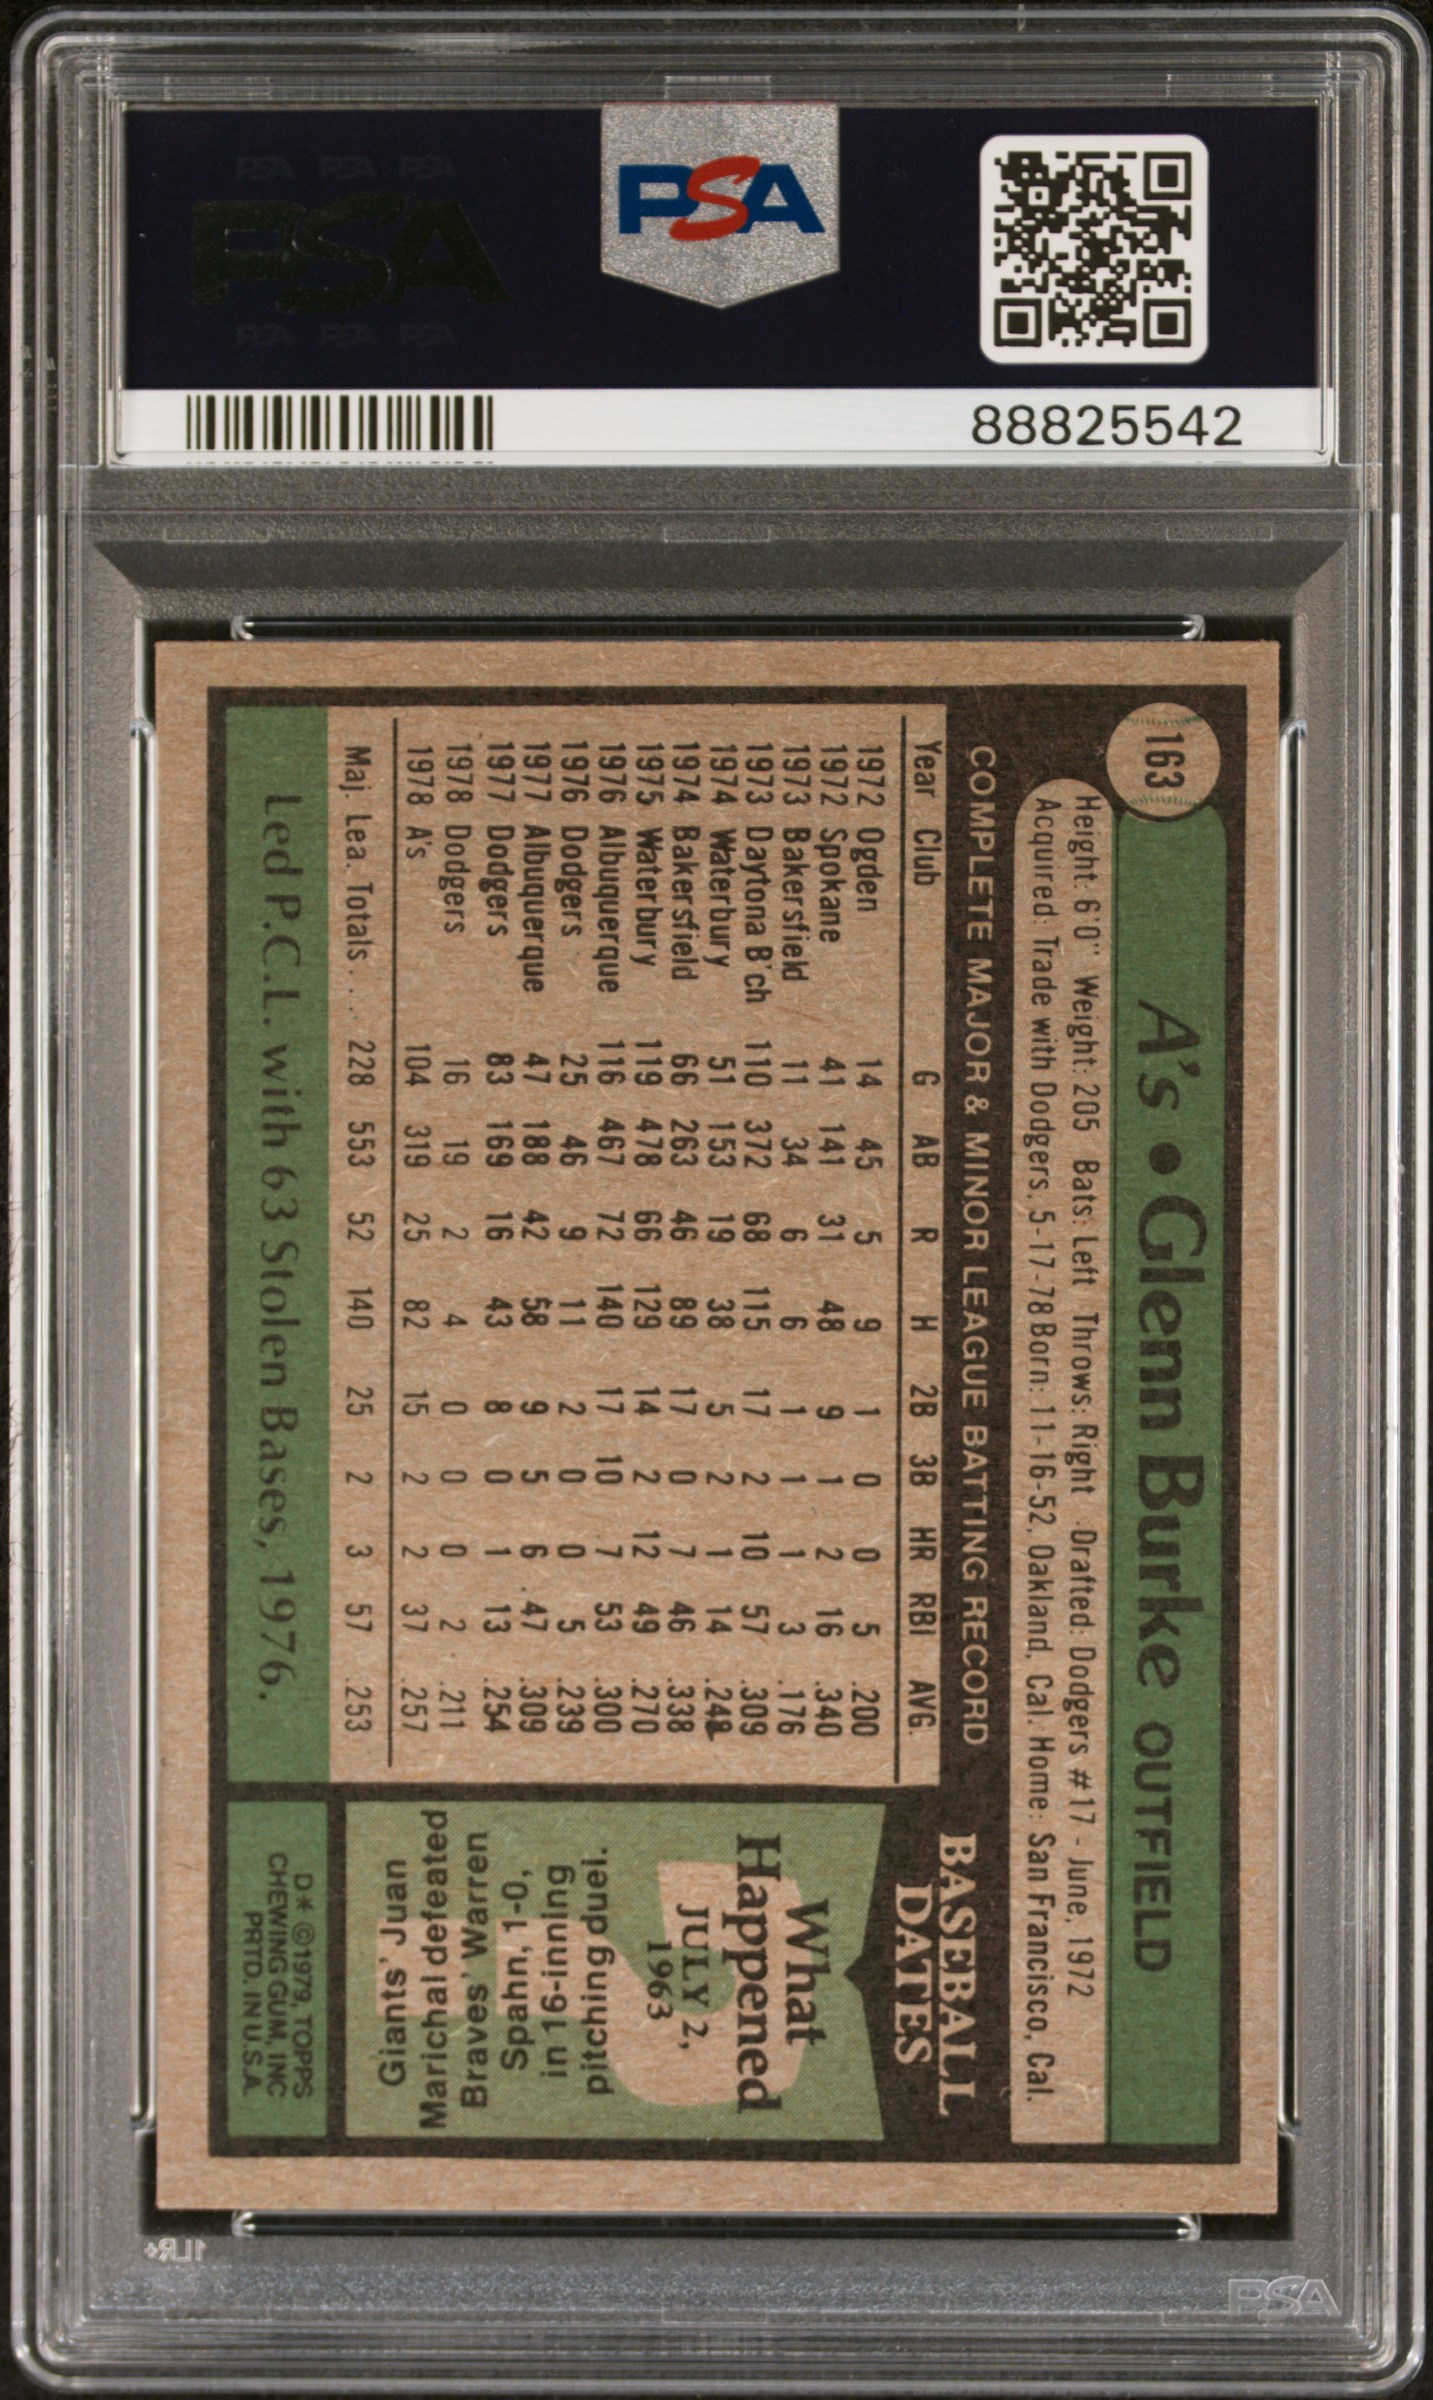 PSA PSA PSA
PSA
PSA PSA PSA
PSA
88825542
163
A's • Glenn Burke OUTFIELD
Height: 6'0" Weight: 205 Bats: Left Throws: Right Drafted: Dodgers #17 - June, 1972
Acquired: Trade with Dodgers, 5-17-78 Born: 11-16-52, Oakland, Cal. Home: San Francisco, Cal.
COMPLETE MAJOR & MINOR LEAGUE BATTING RECORD
Year Club G AB R H 2B 3B HR RBI AVG.
1972 Ogden 14 45 5 9 1 0 0 5 .200
1972 Spokane 41 141 31 48 9 1 2 16 .340
1973 Bakersfield 11 34 6 6 1 1 1 3 .176
1973 Daytona B'ch 110 372 68 115 17 2 10 57 .309
1974 Waterbury 51 153 19 38 5 2 1 14 .248
1974 Bakersfield 66 263 46 89 17 0 7 46 .338
1975 Waterbury 119 478 66 129 14 2 12 49 .270
1976 Albuquerque 116 467 72 140 17 10 7 53 .300
1976 Dodgers 25 46 9 11 2 0 0 5 .239
1977 Albuquerque 47 188 42 58 9 5 6 47 .309
1977 Dodgers 83 169 16 43 8 0 1 13 .254
1978 Dodgers 16 19 2 4 0 0 0 2 .211
1978 A's 104 319 25 82 15 2 2 37 .257
Maj. Lea. Totals ... 228 553 52 140 25 2 3 57 .253
Led P.C.L. with 63 Stolen Bases, 1976.
BASEBALL
DATES
What
Happened
JULY 2,
1963
pitching duel.
in 16-inning
Spahn, 1-0,
Braves' Warren
Marichal defeated
Giants' Juan
D* ©1979, TOPPS
CHEWING GUM, INC
PRTD. IN U.S.A.
1LR+
PSA